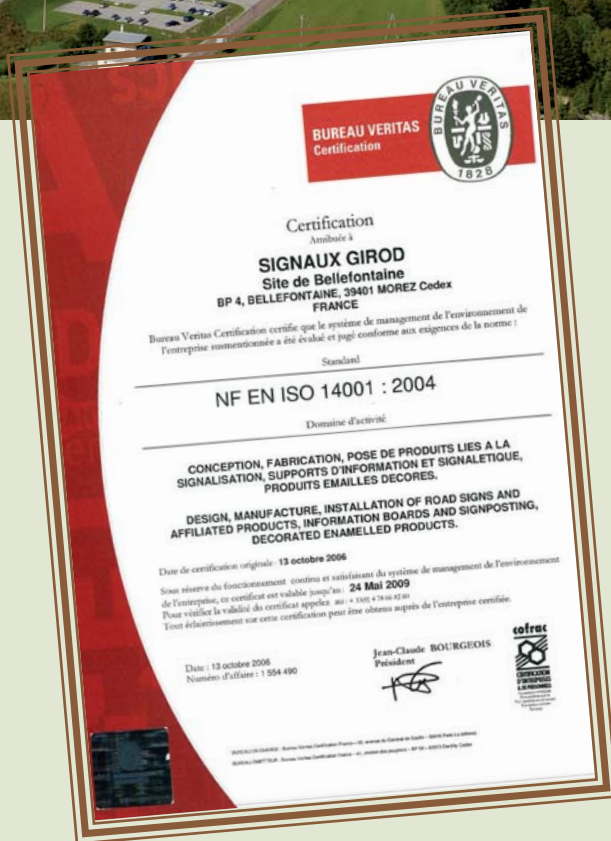 BUREAU VERITAS
Certification
BUREAU VERITAS
1828
Certification
Attribuée à
SIGNAUX GIROD
Site de Bellefontaine
BP 4, BELLEFONTAINE, 39401 MOREZ Cedex
FRANCE
Bureau Veritas Certification certifie que le système de management de l'environnement de
l'entreprise susmentionnée a été évalué et jugé conforme aux exigences de la norme :
Standard
NF EN ISO 14001 : 2004
Domaine d'activité
CONCEPTION, FABRICATION, POSE DE PRODUITS LIES A LA
SIGNALISATION, SUPPORTS D'INFORMATION ET SIGNALETIQUE,
PRODUITS EMAILLES DECORES.
DESIGN, MANUFACTURE, INSTALLATION OF ROAD SIGNS AND
AFFILIATED PRODUCTS, INFORMATION BOARDS AND SIGNPOSTING,
DECORATED ENAMELLED PRODUCTS.
Date de certification originale : 13 octobre 2006
Sous réserve du fonctionnement continu et satisfaisant du système de management de l'environnement
de l'entreprise, ce certificat est valable jusqu'au : 24 Mai 2009
Pour vérifier la validité du certificat appelez au :
Tout éclaircissement sur cette certification peut être obtenu auprès de l'entreprise certifiée.
Date : 13 octobre 2006
Numéro d'affaire : 1 554 490
Jean-Claude BOURGEOIS
Président
cofrac
CERTIFICATION
D'ENTREPRISES
& DE PERSONNELS